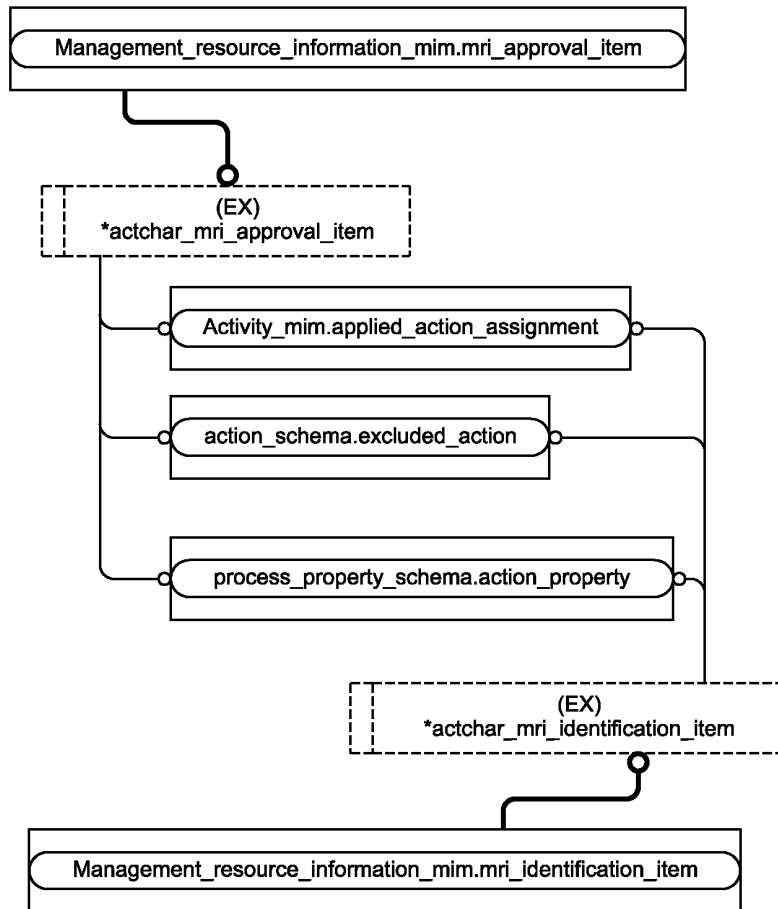 Management_resource_information_mim.mri_approval_item
(EX)
*actchar_mri_approval_item
Activity_mim.applied_action_assignment
action_schema.excluded_action
process_property_schema.action_property
(EX)
*actchar_mri_identification_item
Management_resource_information_mim.mri_identification_item